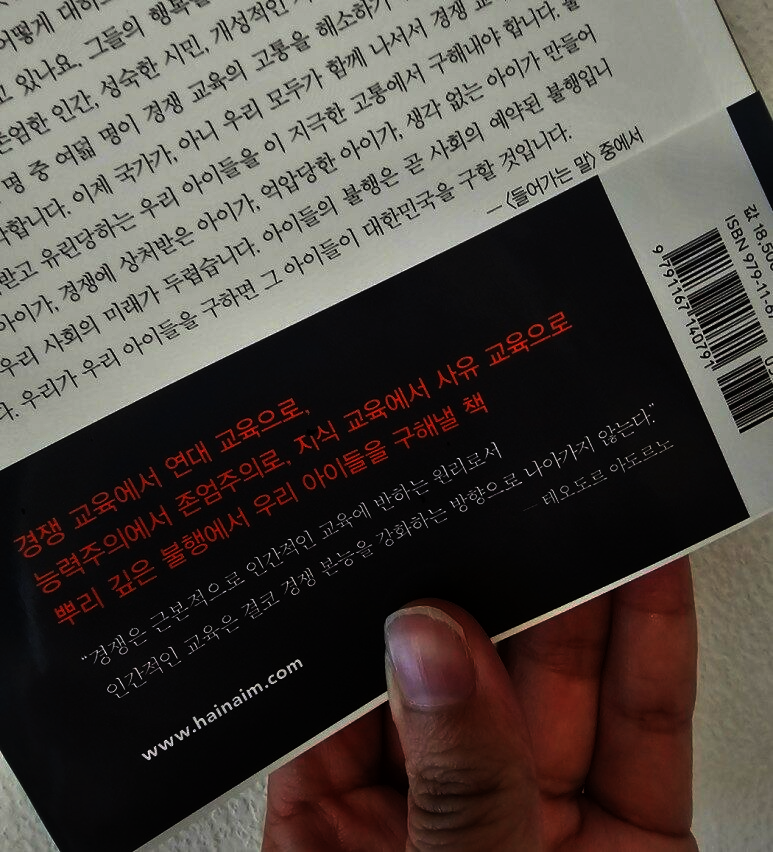 어떻게 대하
고 있나요, 그들의 행복을
존엄한 인간, 성숙한 시민, 개성적인
명 중 여덟 명이 경쟁 교육의 고통을 해소하기
각합니다. 이제 국가가, 아니 우리 모두가 함께 나서서 경쟁 교
받고 유린당하는 우리 아이들을 이 지극한 고통에서 구해내야 합니다.
아이가, 경쟁에 상처받은 아이가, 억압당한 아이가, 생각 없는 아이가 만들어
우리 사회의 미래가 두렵습니다. 아이들의 불행은 곧 사회의 예약된 불행입니
다. 우리가 우리 아이들을 구하면 그 아이들이 대한민국을 구할 것입니다.
— 〈들어가는 말〉 중에서
값 18,50
ISBN 979-11-67
9 791167 140791
경쟁 교육에서 연대 교육으로,
능력주의에서 존엄주의로, 지식 교육에서 사유 교육으로
뿌리 깊은 불행에서 우리 아이들을 구해낼 책
“경쟁은 근본적으로 인간적인 교육에 반하는 원리로서
인간적인 교육은 결코 경쟁 본능을 강화하는 방향으로 나아가지 않는다.”
— 테오도르 아도르노
www.hainaim.com